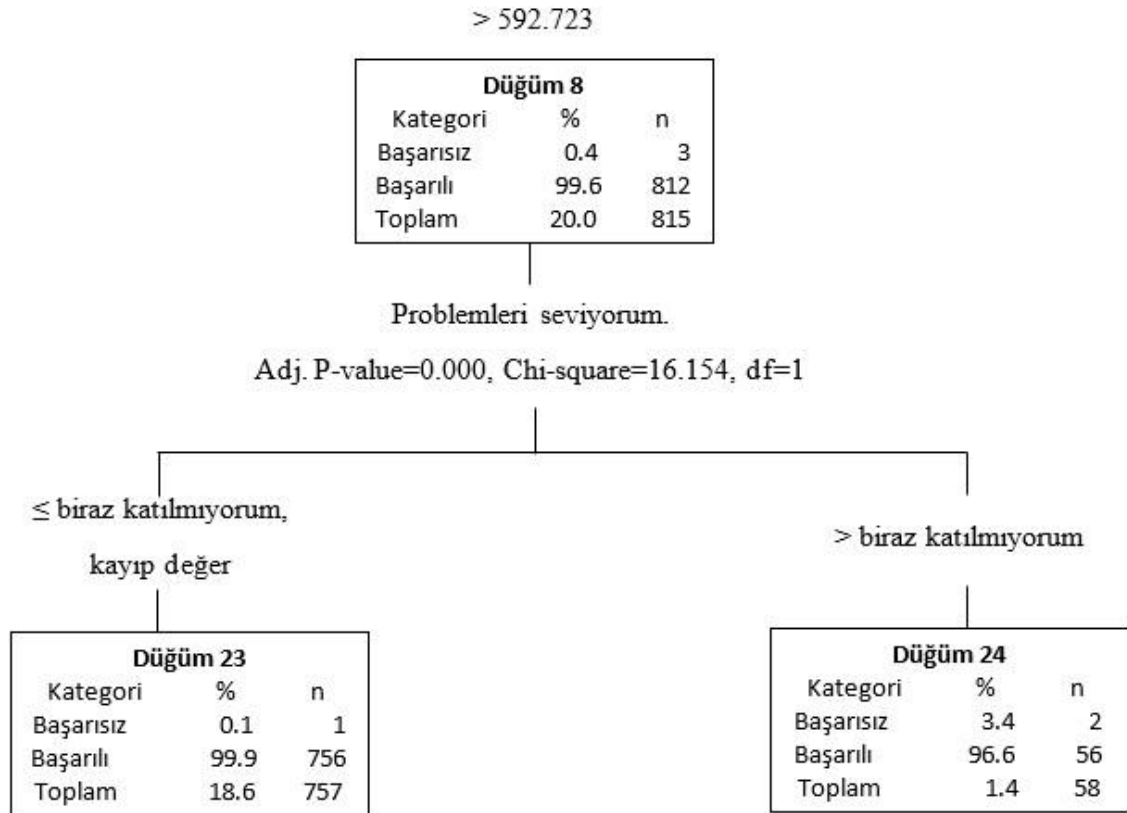 > 592.723
Düğüm 8
Kategori % n
Başarısız 0.4 3
Başarılı 99.6 812
Toplam 20.0 815
Problemleri seviyorum.
Adj. P-value=0.000, Chi-square=16.154, df=1
≤ biraz katılmıyorum,
kayıp değer
> biraz katılmıyorum
Düğüm 23
Kategori % n
Başarısız 0.1 1
Başarılı 99.9 756
Toplam 18.6 757
Düğüm 24
Kategori % n
Başarısız 3.4 2
Başarılı 96.6 56
Toplam 1.4 58